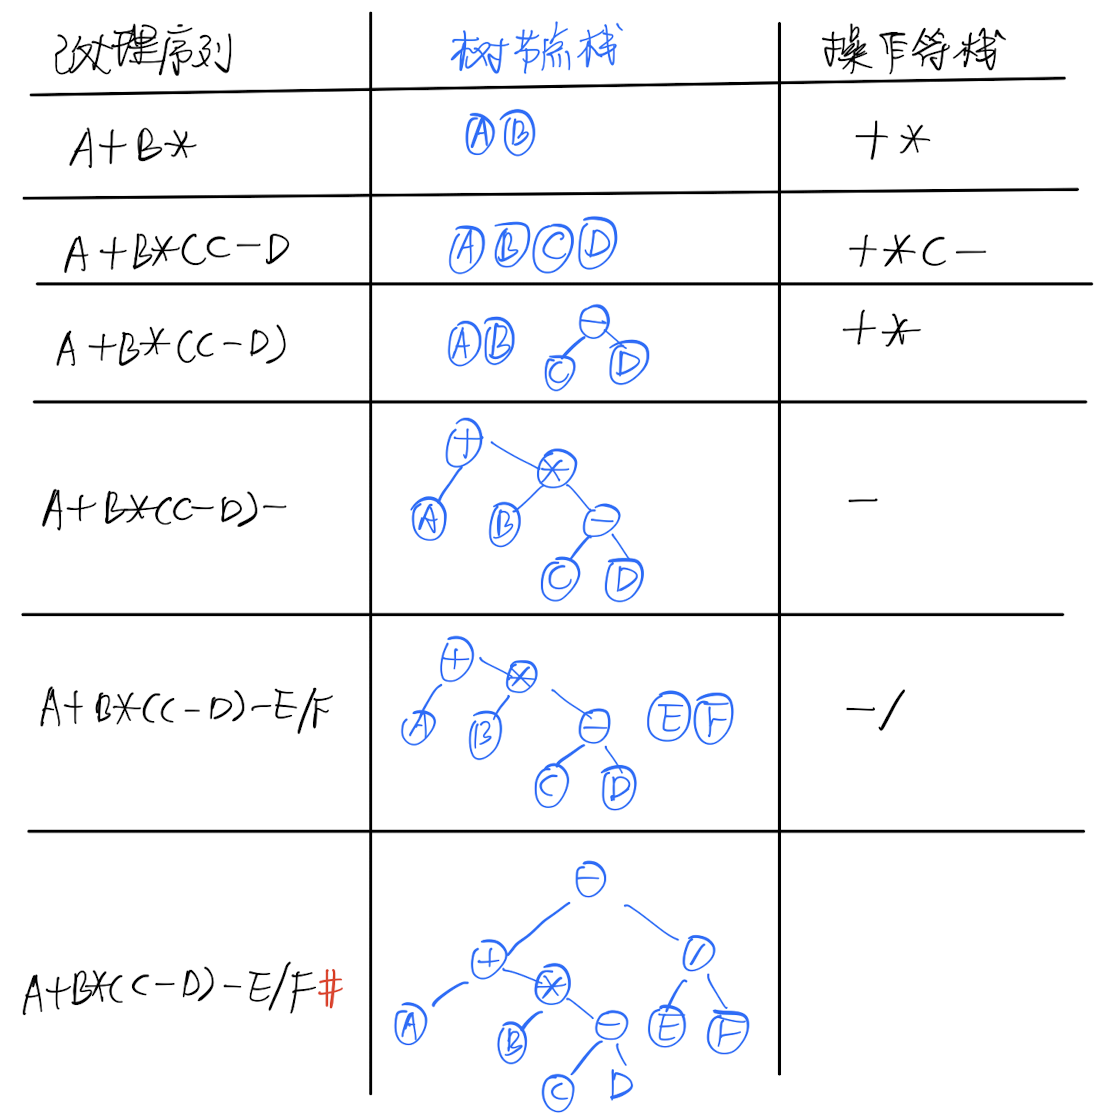 已处理序列 树节点栈 操作符栈
A+B* A B +*
A+B*(C-D A B C D +*(-
A+B*(C-D) A B - +*
C D
A+B*(C-D)- + * -
A B -
C D
A+B*(C-D)-E/F + * E F -/
A B -
C D
-
A+B*(C-D)-E/F# + /
* E F
A B -
C D